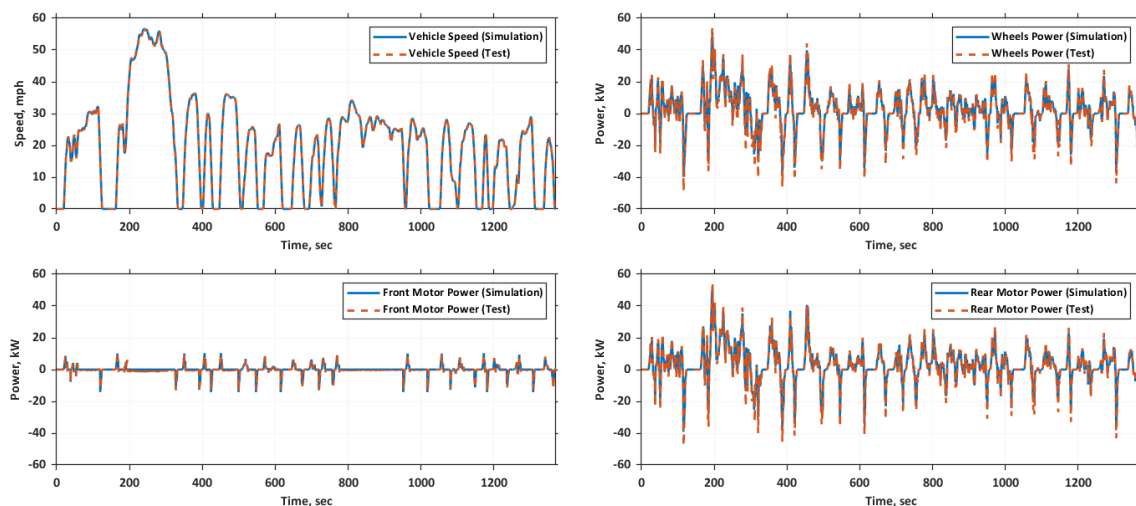 60
50
40
30
20
10
0
Speed, mph
Vehicle Speed (Simulation)
Vehicle Speed (Test)
0 200 400 600 800 1000 1200
Time, sec
60
40
20
0
-20
-40
-60
Power, kW
Wheels Power (Simulation)
Wheels Power (Test)
0 200 400 600 800 1000 1200
Time, sec
60
40
20
0
-20
-40
-60
Power, kW
Front Motor Power (Simulation)
Front Motor Power (Test)
0 200 400 600 800 1000 1200
Time, sec
60
40
20
0
-20
-40
-60
Power, kW
Rear Motor Power (Simulation)
Rear Motor Power (Test)
0 200 400 600 800 1000 1200
Time, sec